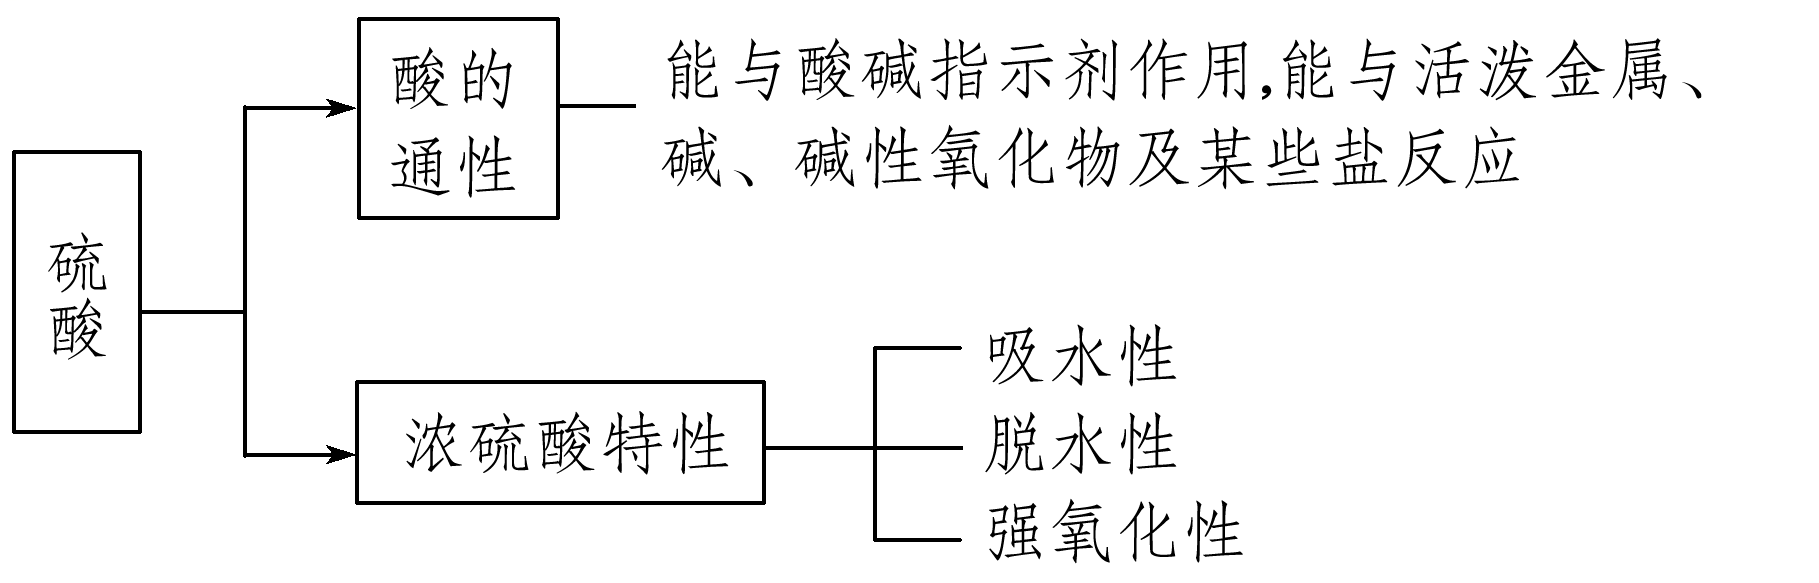 硫
酸
酸的
通性
能与酸碱指示剂作用,能与活泼金属、
碱、碱性氧化物及某些盐反应
浓硫酸特性
吸水性
脱水性
强氧化性